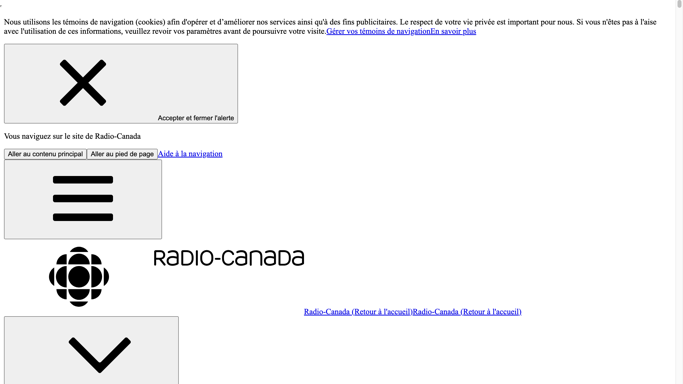 Nous utilisons les témoins de navigation (cookies) afin d'opérer et d'améliorer nos services ainsi qu'à des fins publicitaires. Le respect de votre vie privée est important pour nous. Si vous n'êtes pas à l'aise
avec l'utilisation de ces informations, veuillez revoir vos paramètres avant de poursuivre votre visite.Gérer vos témoins de navigationEn savoir plus
Accepter et fermer l'alerte
Vous naviguez sur le site de Radio-Canada
Aller au contenu principal Aller au pied de page Aide à la navigation
RADIO-CANADA
Radio-Canada (Retour à l'accueil)Radio-Canada (Retour à l'accueil)